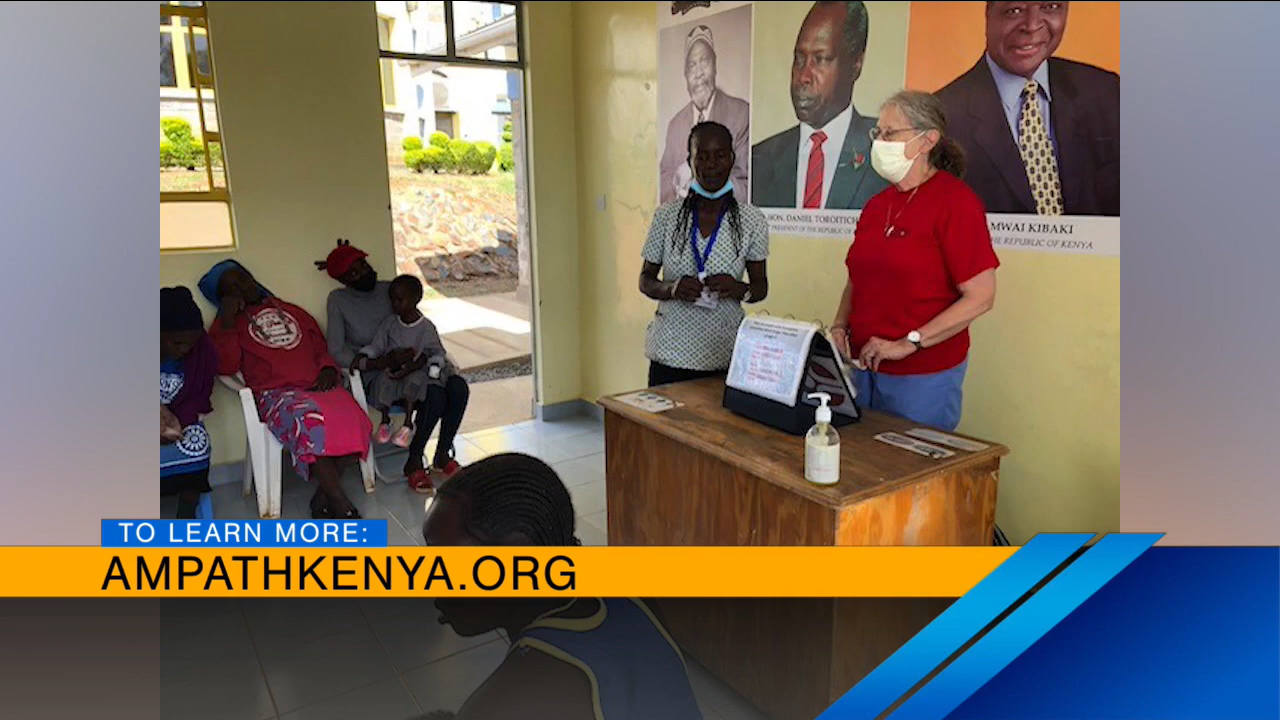 HON. DANIEL TOROITICH
PRESIDENT OF THE REPUBLIC OF
MWAI KIBAKI
THE REPUBLIC OF KENYA
TO LEARN MORE:
AMPATHKENYA.ORG